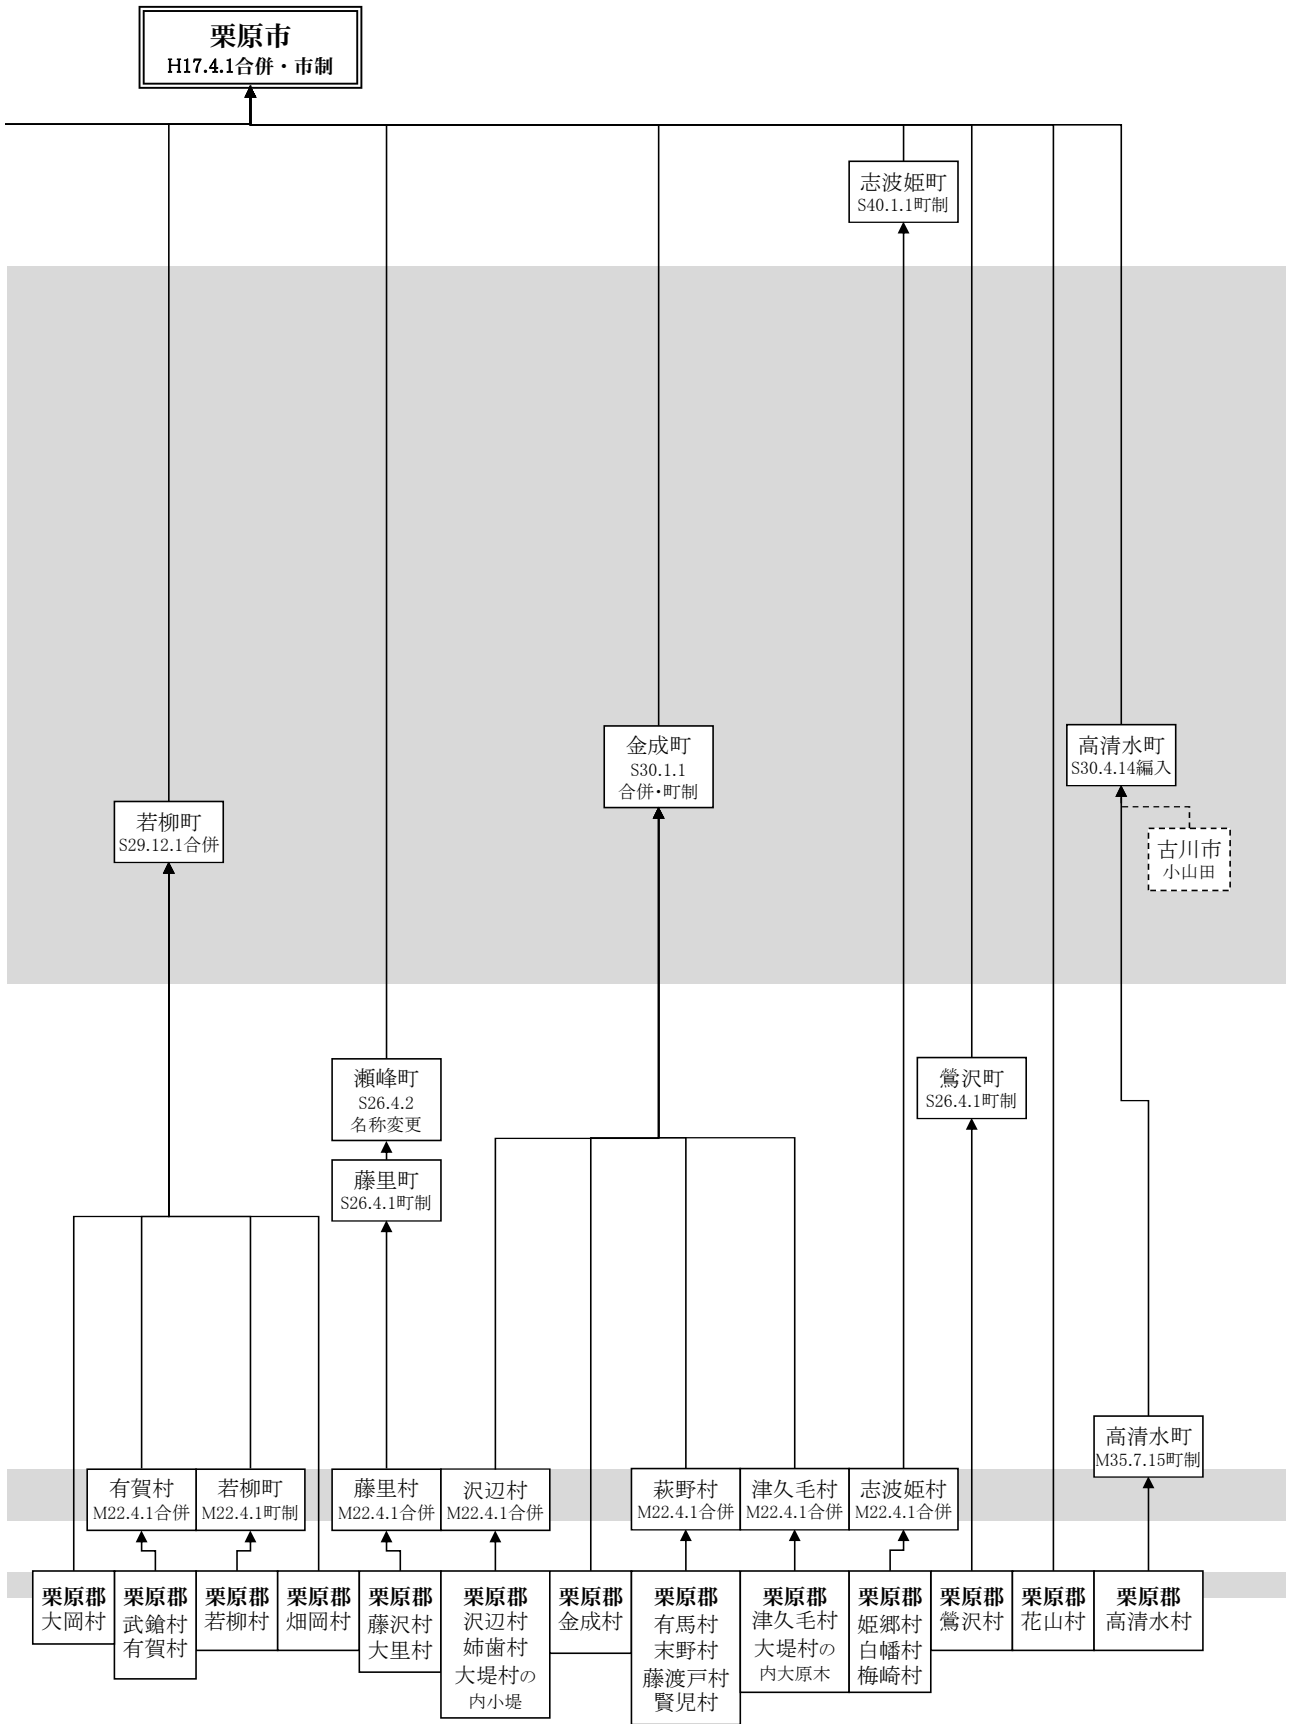 栗原市
H17.4.1合併・市制
志波姫町
S40.1.1町制
金成町
S30.1.1
合併・町制
高清水町
S30.4.14編入
若柳町
S29.12.1合併
古川市
小山田
瀬峰町
S26.4.2
名称変更
鶯沢町
S26.4.1町制
藤里町
S26.4.1町制
高清水町
M35.7.15町制
有賀村
M22.4.1合併
若柳町
M22.4.1町制
藤里村
M22.4.1合併
沢辺村
M22.4.1合併
萩野村
M22.4.1合併
津久毛村
M22.4.1合併
志波姫村
M22.4.1合併
栗原郡
大岡村
栗原郡
武鎗村
有賀村
栗原郡
若柳村
栗原郡
畑岡村
栗原郡
藤沢村
大里村
栗原郡
沢辺村
姉歯村
大堤村の
内小堤
栗原郡
金成村
栗原郡
有馬村
末野村
藤渡戸村
賢児村
栗原郡
津久毛村
大堤村の
内大原木
栗原郡
姫郷村
白幡村
梅崎村
栗原郡
鶯沢村
栗原郡
花山村
栗原郡
高清水村